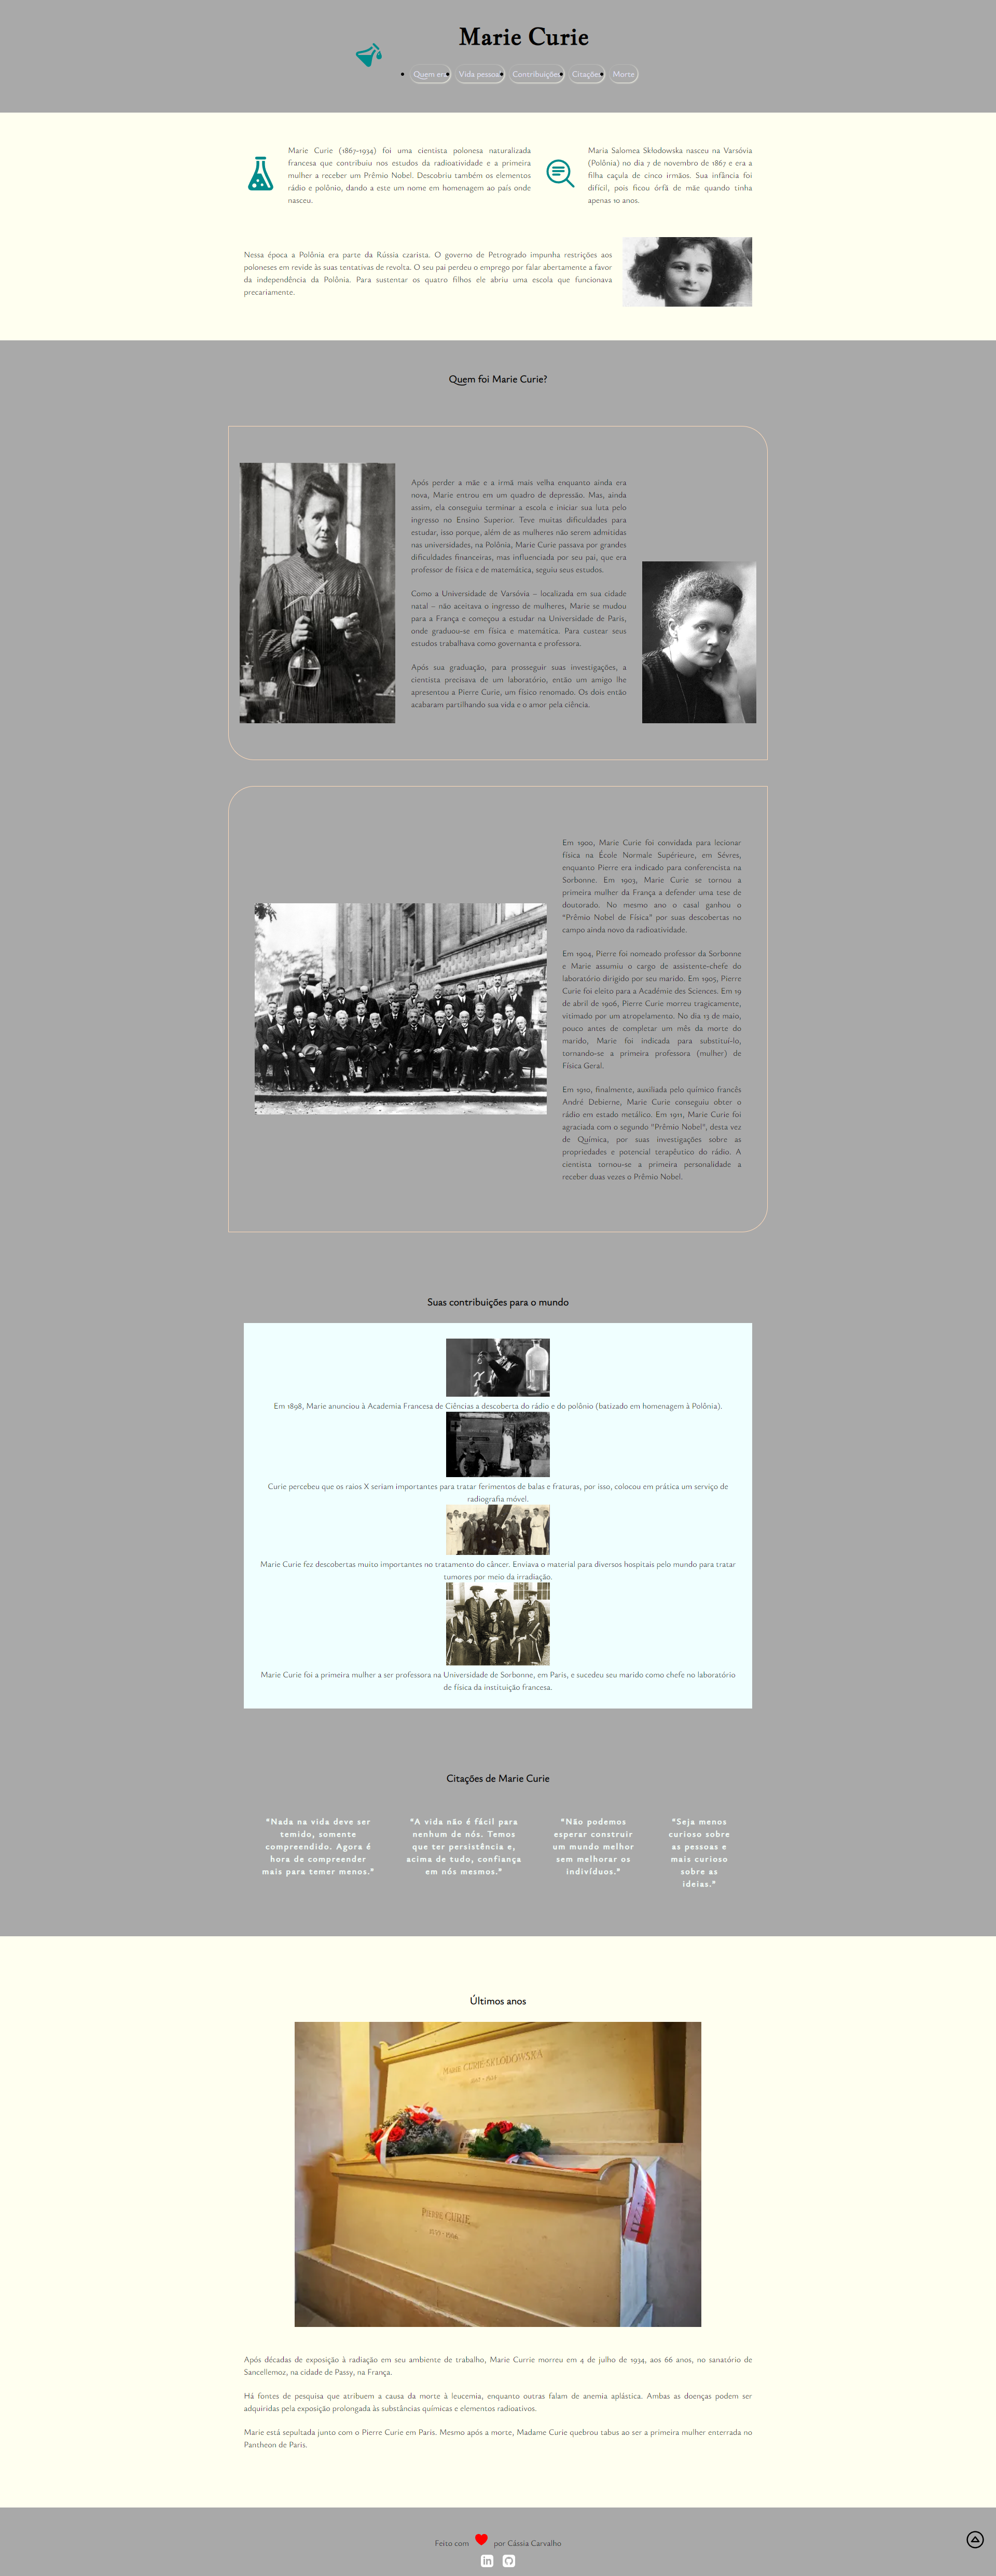 Marie Curie
Quem era
Vida pessoal
Contribuições
Citações
Morte
Marie Curie (1867-1934) foi uma cientista polonesa naturalizada
francesa que contribuiu nos estudos da radioatividade e a primeira
mulher a receber um Prêmio Nobel. Descobriu também os elementos
rádio e polônio, dando a este um nome em homenagem ao país onde
nasceu.
Maria Salomea Skłodowska nasceu na Varsóvia
(Polônia) no dia 7 de novembro de 1867 e era a
filha caçula de cinco irmãos. Sua infância foi
difícil, pois ficou órfã de mãe quando tinha
apenas 10 anos.
Nessa época a Polônia era parte da Rússia czarista. O governo de Petrogrado impunha restrições aos
poloneses em revide às suas tentativas de revolta. O seu pai perdeu o emprego por falar abertamente a favor
da independência da Polônia. Para sustentar os quatro filhos ele abriu uma escola que funcionava
precariamente.
Quem foi Marie Curie?
Após perder a mãe e a irmã mais velha enquanto ainda era
nova, Marie entrou em um quadro de depressão. Mas, ainda
assim, ela conseguiu terminar a escola e iniciar sua luta pelo
ingresso no Ensino Superior. Teve muitas dificuldades para
estudar, isso porque, além de as mulheres não serem admitidas
nas universidades, na Polônia, Marie Curie passava por grandes
dificuldades financeiras, mas influenciada por seu pai, que era
professor de física e de matemática, seguiu seus estudos.
Como a Universidade de Varsóvia – localizada em sua cidade
natal – não aceitava o ingresso de mulheres, Marie se mudou
para a França e começou a estudar na Universidade de Paris,
onde graduou-se em física e matemática. Para custear seus
estudos trabalhava como governanta e professora.
Após sua graduação, para prosseguir suas investigações, a
cientista precisava de um laboratório, então um amigo lhe
apresentou a Pierre Curie, um físico renomado. Os dois então
acabaram partilhando sua vida e o amor pela ciência.
Em 1900, Marie Curie foi convidada para lecionar
física na École Normale Supérieure, em Sévres,
enquanto Pierre era indicado para conferencista na
Sorbonne. Em 1903, Marie Curie se tornou a
primeira mulher da França a defender uma tese de
doutorado. No mesmo ano o casal ganhou o
“Prêmio Nobel de Física” por suas descobertas no
campo ainda novo da radioatividade.
Em 1904, Pierre foi nomeado professor da Sorbonne
e Marie assumiu o cargo de assistente-chefe do
laboratório dirigido por seu marido. Em 1905, Pierre
Curie foi eleito para a Académie des Sciences. Em 19
de abril de 1906, Pierre Curie morreu tragicamente,
vitimado por um atropelamento. No dia 13 de maio,
pouco antes de completar um mês da morte do
marido, Marie foi indicada para substituí-lo,
tornando-se a primeira professora (mulher) de
Física Geral.
Em 1910, finalmente, auxiliada pelo químico francês
André Debierne, Marie Curie conseguiu obter o
rádio em estado metálico. Em 1911, Marie Curie foi
agraciada com o segundo "Prêmio Nobel", desta vez
de Química, por suas investigações sobre as
propriedades e potencial terapêutico do rádio. A
cientista tornou-se a primeira personalidade a
receber duas vezes o Prêmio Nobel.
Suas contribuições para o mundo
Em 1898, Marie anunciou à Academia Francesa de Ciências a descoberta do rádio e do polônio (batizado em homenagem à Polônia).
Curie percebeu que os raios X seriam importantes para tratar ferimentos de balas e fraturas, por isso, colocou em prática um serviço de
radiografia móvel.
Marie Curie fez descobertas muito importantes no tratamento do câncer. Enviava o material para diversos hospitais pelo mundo para tratar
tumores por meio da irradiação.
Marie Curie foi a primeira mulher a ser professora na Universidade de Sorbonne, em Paris, e sucedeu seu marido como chefe no laboratório
de física da instituição francesa.
Citações de Marie Curie
"Nada na vida deve ser
temido, somente
compreendido. Agora é
hora de compreender
mais para temer menos."
"A vida não é fácil para
nenhum de nós. Temos
que ter persistência e,
acima de tudo, confiança
em nós mesmos."
"Não podemos
esperar construir
um mundo melhor
sem melhorar os
indivíduos."
"Seja menos
curioso sobre
as pessoas e
mais curioso
sobre as
ideias."
Últimos anos
MARIE CURIE-SKŁODOWSKA
1867 - 1934
PIERRE CURIE
1859 - 1906
Após décadas de exposição à radiação em seu ambiente de trabalho, Marie Currie morreu em 4 de julho de 1934, aos 66 anos, no sanatório de
Sancellemoz, na cidade de Passy, na França.
Há fontes de pesquisa que atribuem a causa da morte à leucemia, enquanto outras falam de anemia aplástica. Ambas as doenças podem ser
adquiridas pela exposição prolongada às substâncias químicas e elementos radioativos.
Marie está sepultada junto com o Pierre Curie em Paris. Mesmo após a morte, Madame Curie quebrou tabus ao ser a primeira mulher enterrada no
Pantheon de Paris.
Feito com por Cássia Carvalho